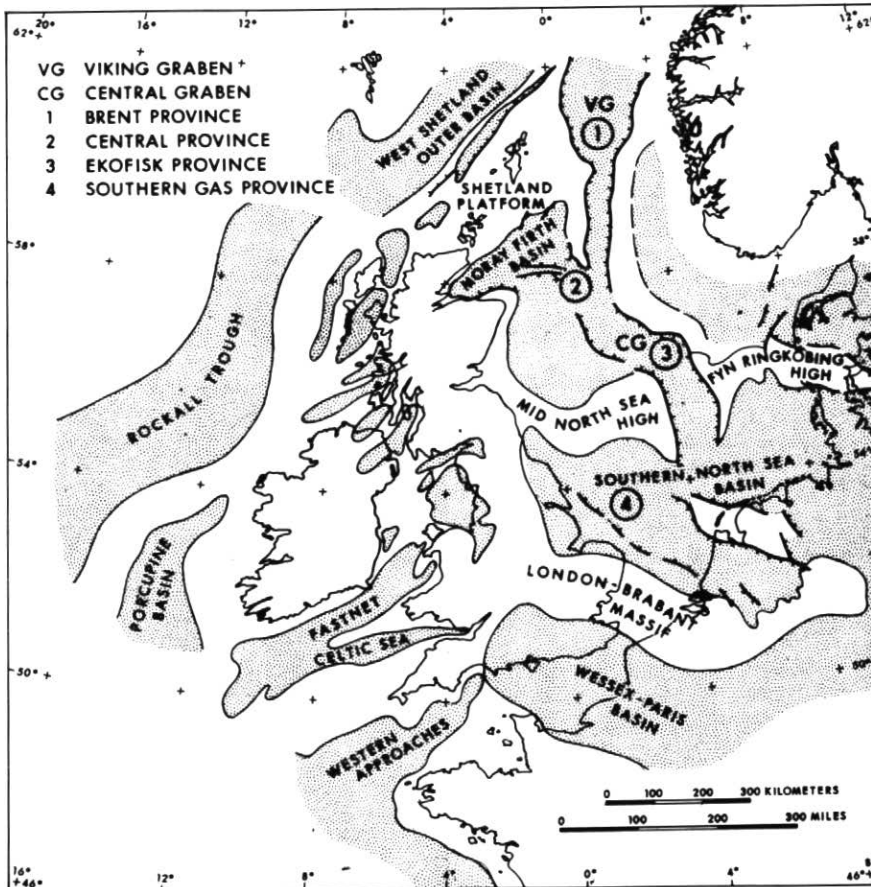 20° 16° 12° 8° 4° 0° 4° 8° 12°
62° 62°
VG VIKING GRABEN
CG CENTRAL GRABEN
1 BRENT PROVINCE
2 CENTRAL PROVINCE
3 EKOFISK PROVINCE
4 SOUTHERN GAS PROVINCE
WEST SHETLAND
OUTER BASIN
VG
1
SHETLAND
PLATFORM
58° 58°
MORAY FIRTH
BASIN
2
CG
3
FYN RINGKOBING
HIGH
ROCKALL TROUGH
MID NORTH SEA
HIGH
54° 54°
SOUTHERN NORTH SEA
BASIN
4
PORCUPINE
BASIN
LONDON-BRABANT
MASSIF
FASTNET
CELTIC SEA
50° 50°
WESSEX-PARIS
BASIN
WESTERN
APPROACHES
0 100 200 300 KILOMETERS
0 100 200 300 MILES
16° 12° 8° 4° 0° 4° 8°
46° 46°